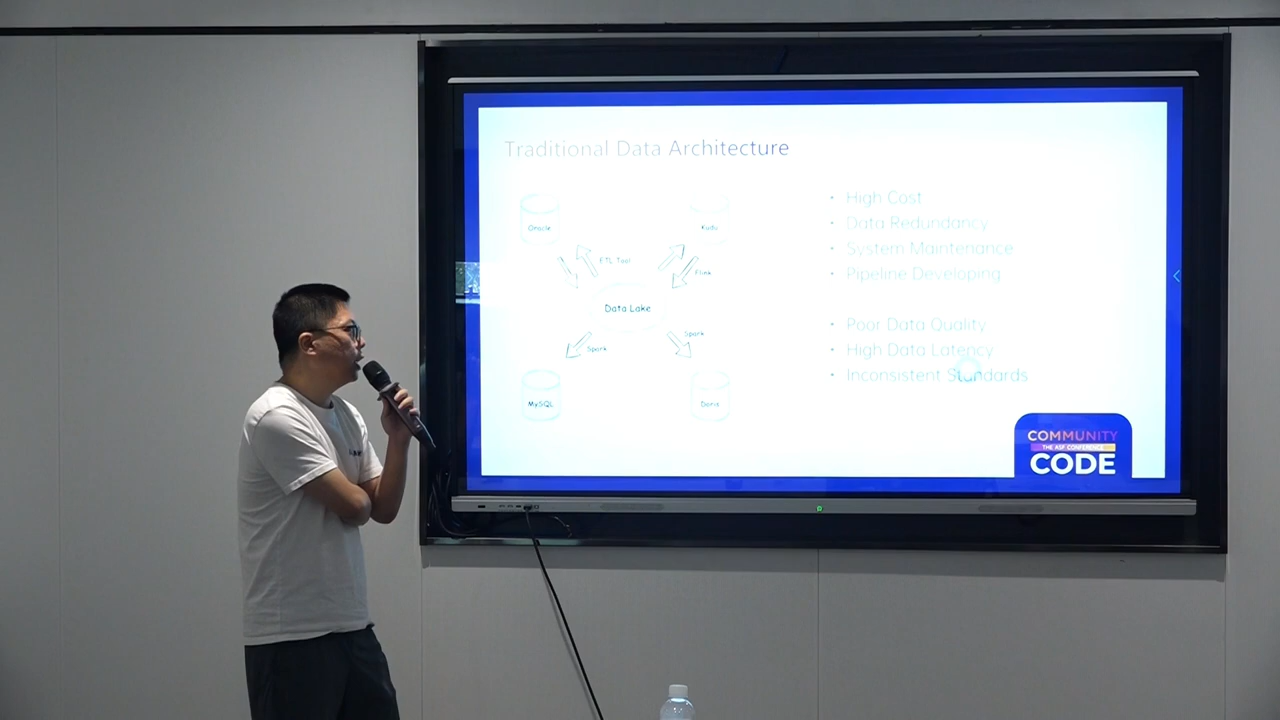 Traditional Data Architecture
Oracle
Kudu
ETL Tool
Flink
Data Lake
Spark
Spark
MySQL
Doris
• High Cost
• Data Redundancy
• System Maintenance
• Pipeline Developing
• Poor Data Quality
• High Data Latency
• Inconsistent Standards
COMMUNITY
THE ASF CONFERENCE
CODE